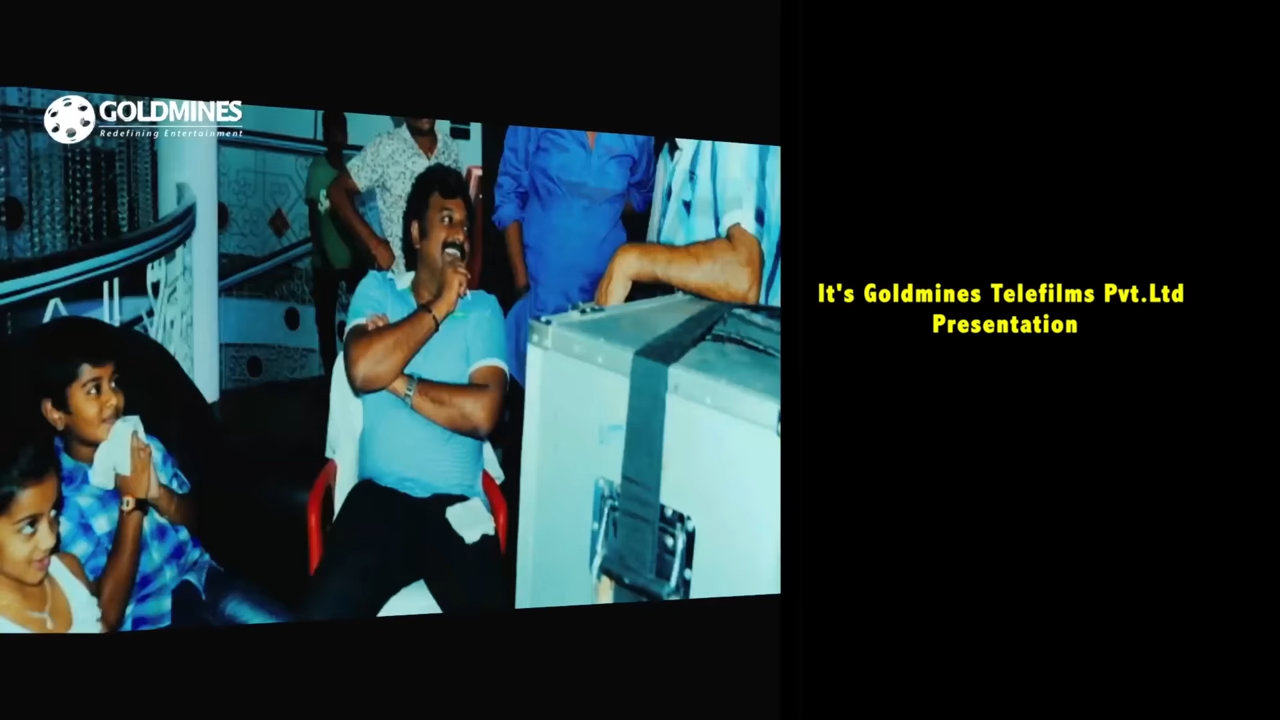 GOLDMINES
Redefining Entertainment
It's Goldmines Telefilms Pvt.Ltd
Presentation